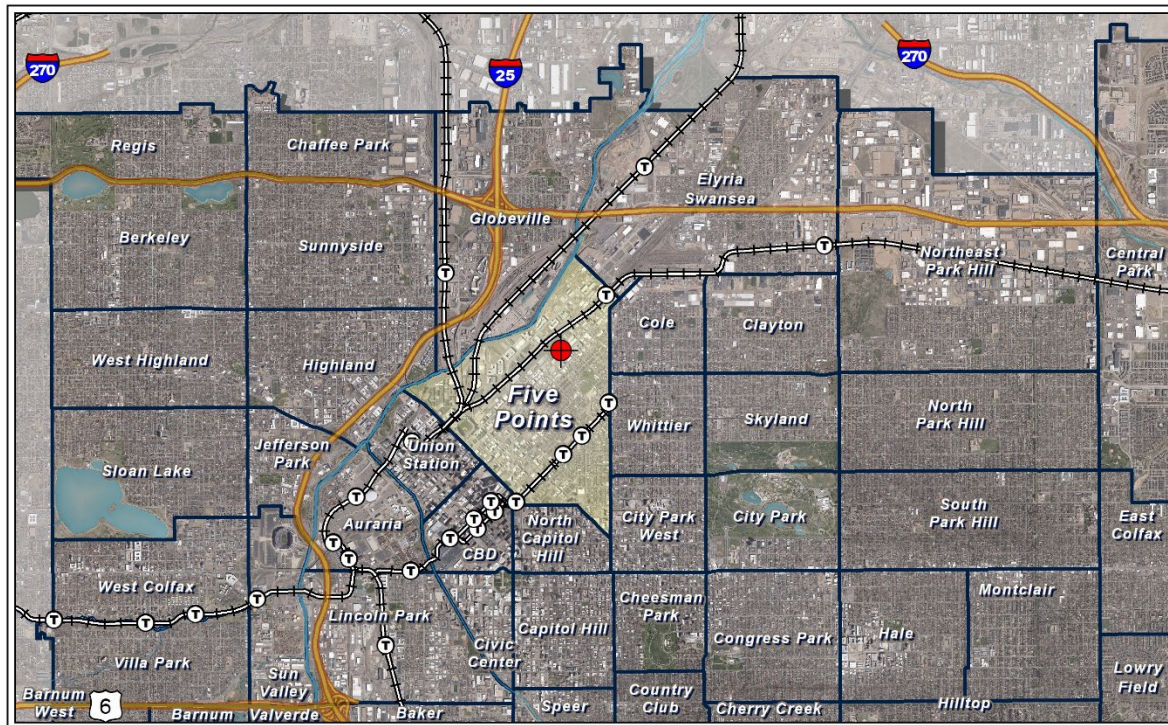 270
25
270
Regis
Chaffee Park
Elyria
Swansea
Globeville
Berkeley
Sunnyside
Northeast
Park Hill
Central
Park
T
T
T
T
Cole
Clayton
West Highland
Highland
Five
Points
Whittier
Skyland
North
Park Hill
T
T
T
T
Jefferson
Park
Union
Station
Sloan Lake
T
T
T
T
T
T
T
Auraria
CBD
North
Capitol
Hill
City Park
West
City Park
South
Park Hill
East
Colfax
T
T
T
T
T
T
T
T
West Colfax
Lincoln Park
Cheesman
Park
Montclair
Villa Park
T
Civic
Center
Capitol Hill
Congress Park
Hale
Sun
Valley
Lowry
Field
Barnum
West
6
Barnum
Valverde
Baker
Speer
Country
Club
Cherry Creek
Hilltop